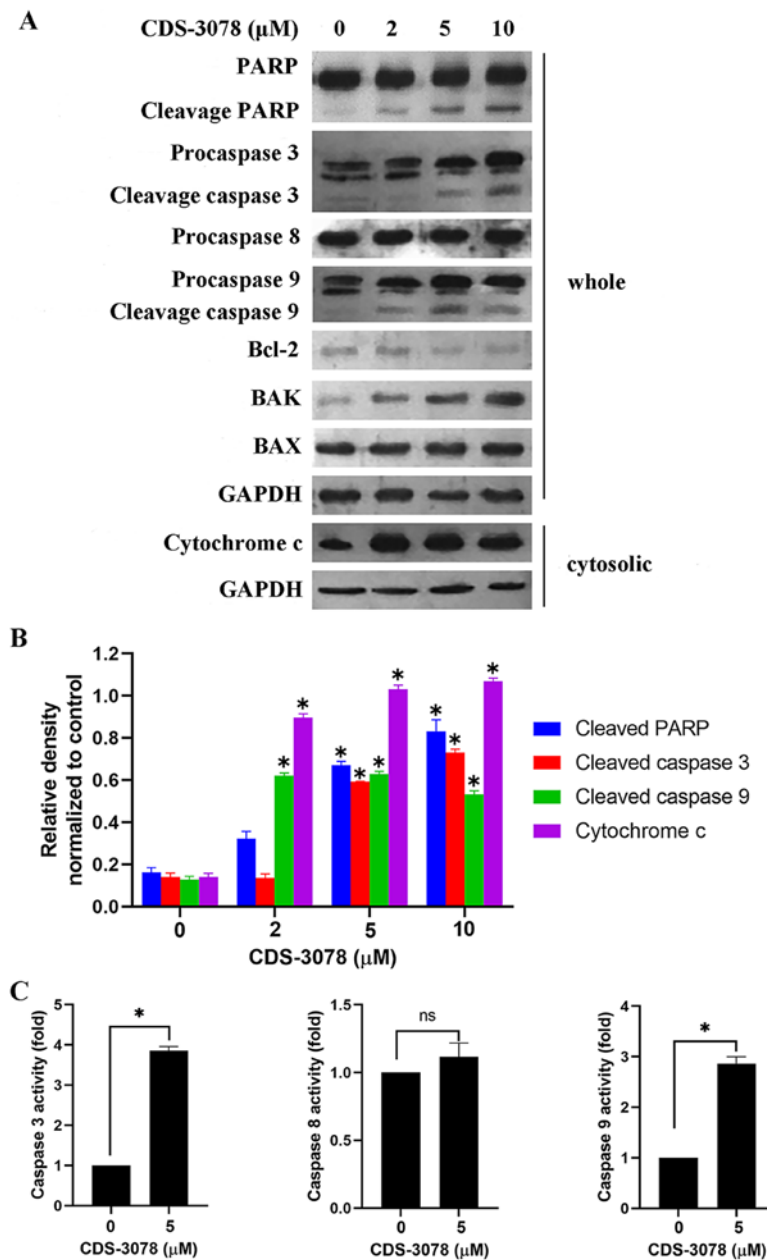 A
CDS-3078 (μM) 0 2 5 10
PARP
Cleavage PARP
Procaspase 3
Cleavage caspase 3
Procaspase 8
Procaspase 9
Cleavage caspase 9
Bcl-2
BAK
BAX
GAPDH
whole
Cytochrome c
GAPDH
cytosolic
B
Relative density
normalized to control
1.2
1.0
0.8
0.6
0.4
0.2
0.0
* * * * * * * * * *
0 2 5 10
CDS-3078 (μM)
Cleaved PARP
Cleaved caspase 3
Cleaved caspase 9
Cytochrome c
C
Caspase 3 activity (fold)
5
4
3
2
1
0
*
0 5
CDS-3078 (μM)
Caspase 8 activity (fold)
1.5
1.0
0.5
0.0
ns
0 5
CDS-3078 (μM)
Caspase 9 activity (fold)
4
3
2
1
0
*
0 5
CDS-3078 (μM)